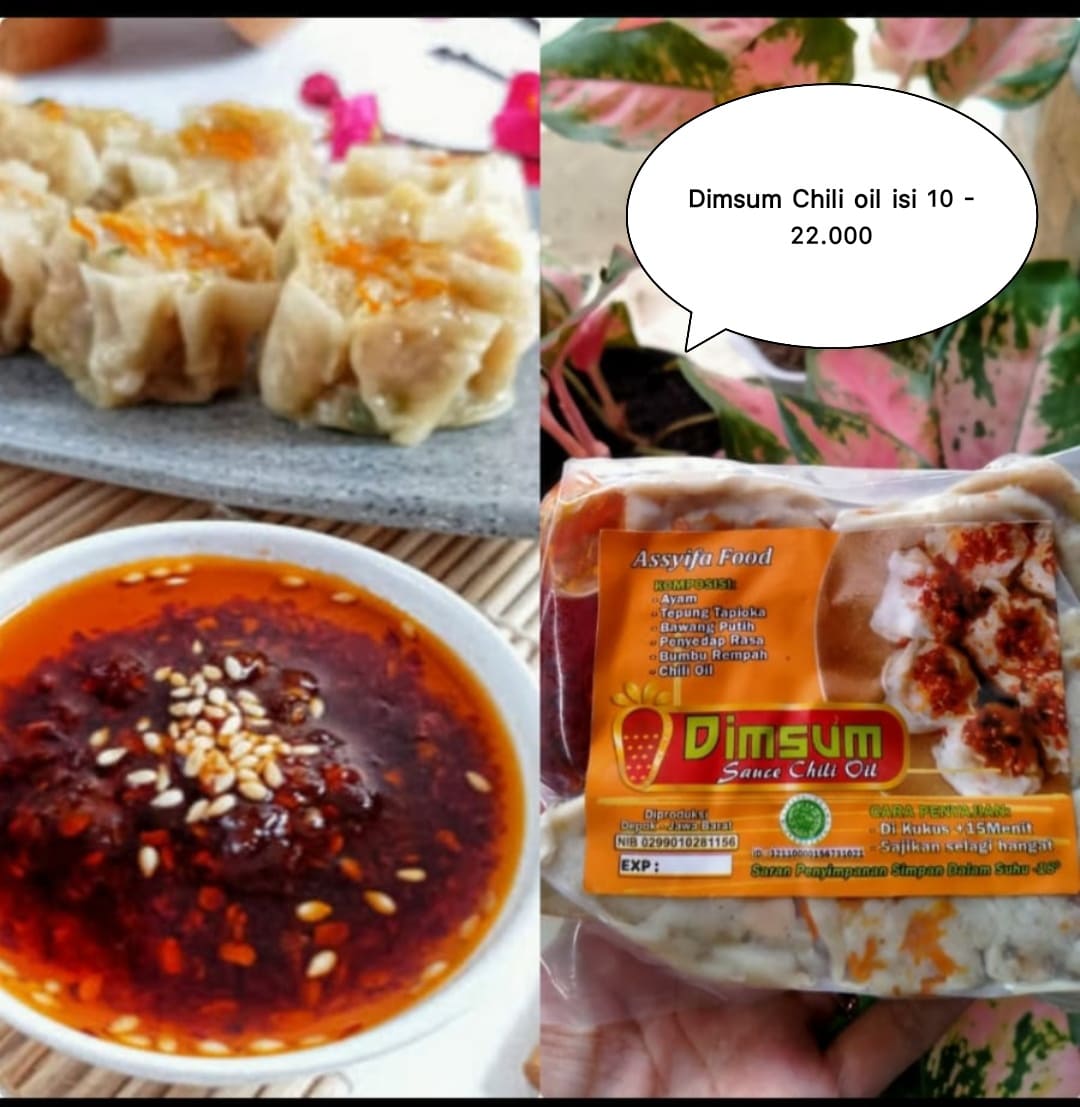 Dimsum Chili oil isi 10 -
22.000
Assyifa Food
KOMPOSISI:
- Ayam
- Tepung Tapioka
- Bawang Putih
- Penyedap Rasa
- Bumbu Rempah
- Chili Oil
Dimsum
Sauce Chili Oil
Diproduksi
Depok - Jawa Barat
NIB 0299010281156
EXP :
CARA PENYAJIAN:
- Di Kukus +15Menit
- Sajikan selagi hangat
Saran Penyimpanan Simpan Dalam Suhu -18°